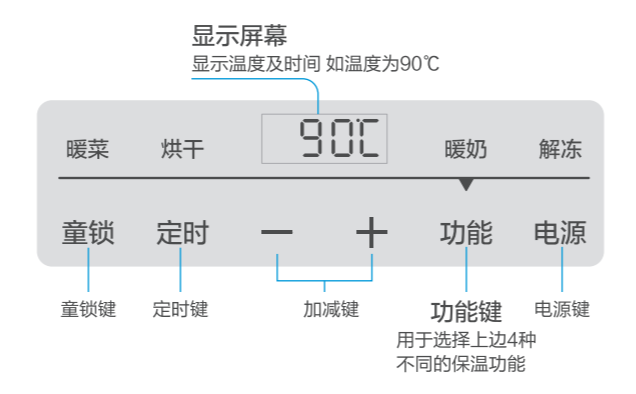 显示屏幕
显示温度及时间 如温度为90℃
90℃
暖菜 烘干 暖奶 解冻
童锁 定时 − + 功能 电源
童锁键 定时键 加减键 功能键 电源键
用于选择上边4种
不同的保温功能